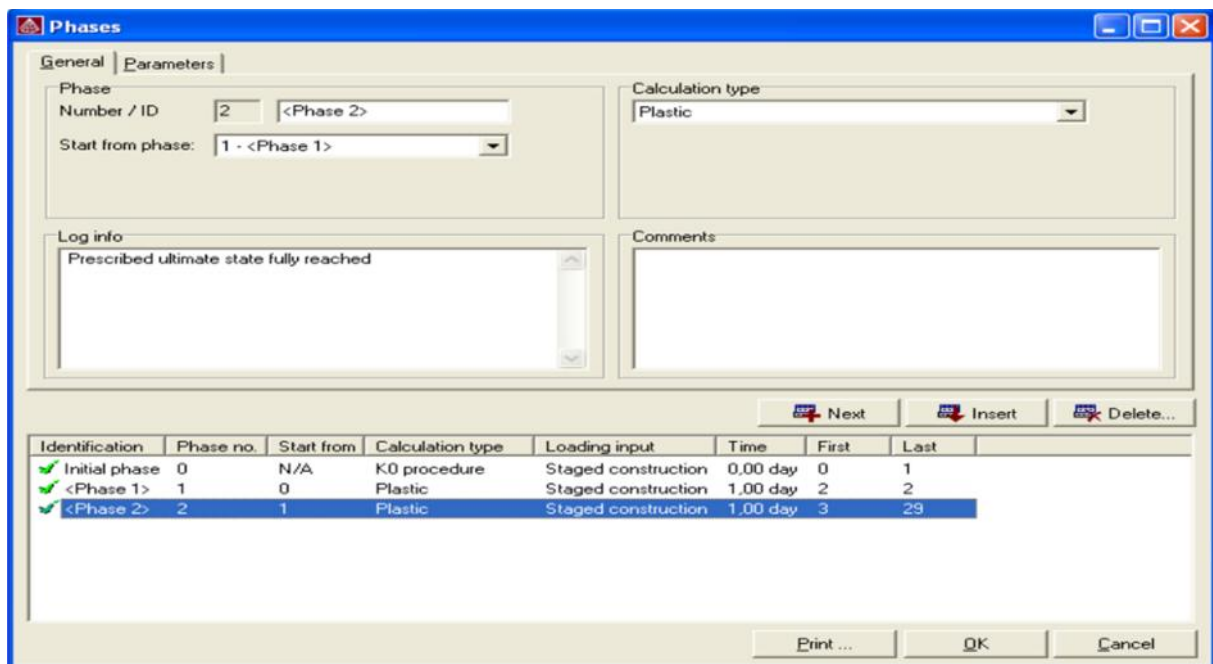 Phases
General Parameters
Phase
Number / ID 2 <Phase 2>
Start from phase: 1 - <Phase 1>
Calculation type
Plastic
Log info
Prescribed ultimate state fully reached
Comments
Next Insert Delete...
Identification Phase no. Start from Calculation type Loading input Time First Last
Initial phase 0 N/A K0 procedure Staged construction 0,00 day 0 1
<Phase 1> 1 0 Plastic Staged construction 1,00 day 2 2
<Phase 2> 2 1 Plastic Staged construction 1,00 day 3 29
Print ... OK Cancel